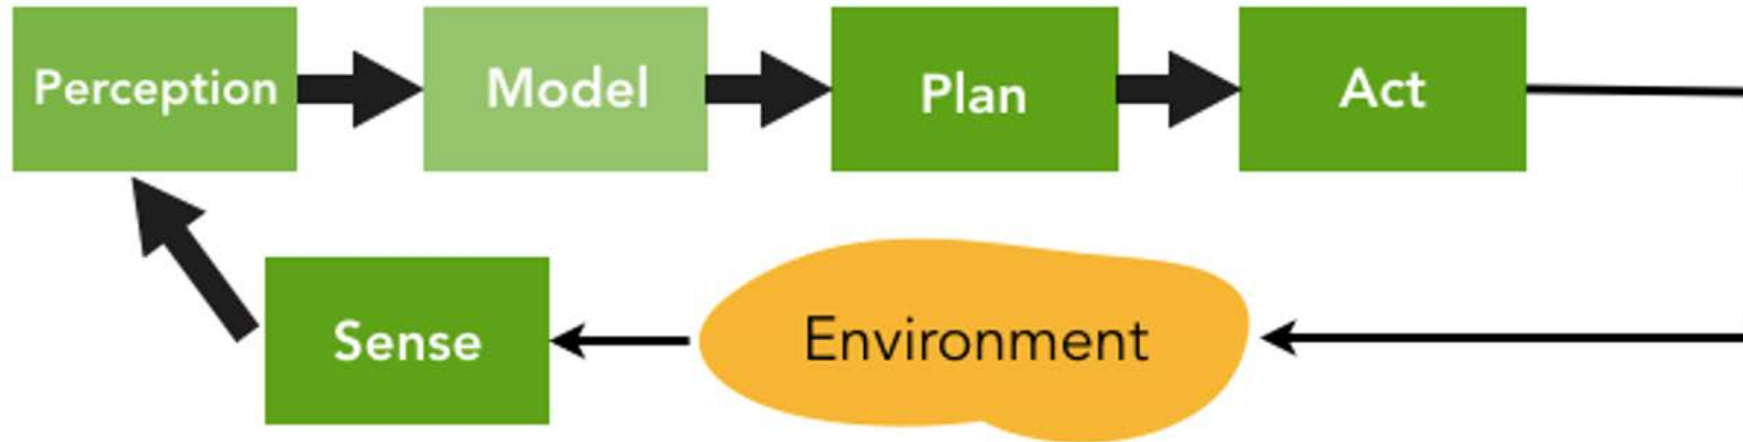 Perception
Model
Plan
Act
Sense
Environment